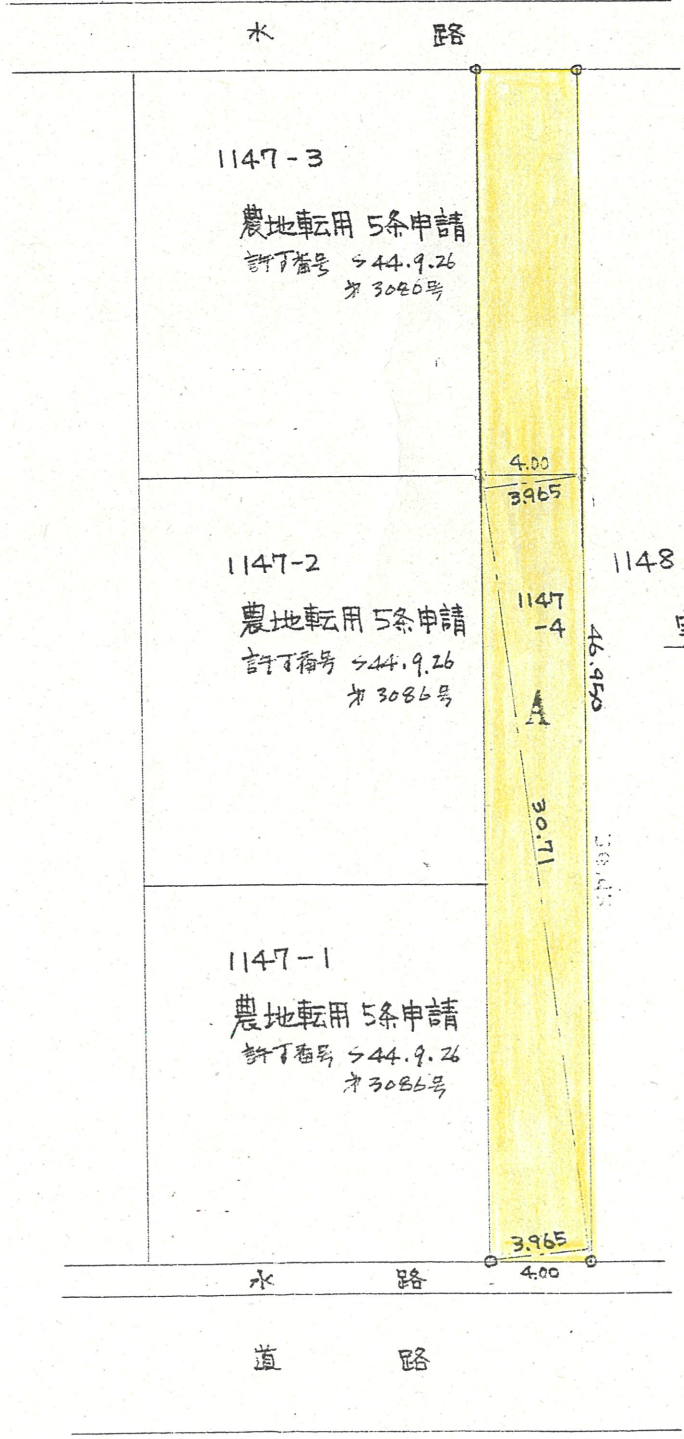 水 路
1147-3
農地転用 5条申請
許可番号 S44.9.26
第3086号
4.00
3.965
1147-2
農地転用 5条申請
許可番号 S44.9.26
第3086号
1147
-4
1148
46.950
A
30.71
1147-1
農地転用 5条申請
許可番号 S44.9.26
第3086号
3.965
4.00
水 路
道 路